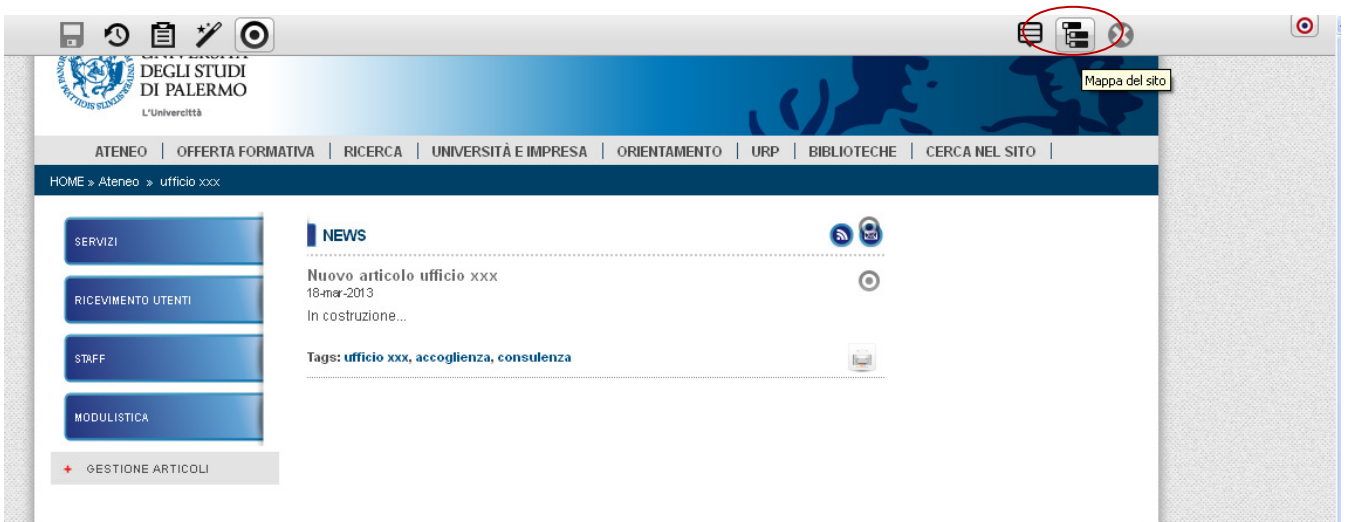 DEGLI STUDI
DI PALERMO
L'Univercittà
Mappa del sito
ATENEO | OFFERTA FORMATIVA | RICERCA | UNIVERSITÀ E IMPRESA | ORIENTAMENTO | URP | BIBLIOTECHE | CERCA NEL SITO |
HOME » Ateneo » ufficio xxx
SERVIZI
RICEVIMENTO UTENTI
STAFF
MODULISTICA
+ GESTIONE ARTICOLI
NEWS
Nuovo articolo ufficio xxx
18-mar-2013
In costruzione...
Tags: ufficio xxx, accoglienza, consulenza